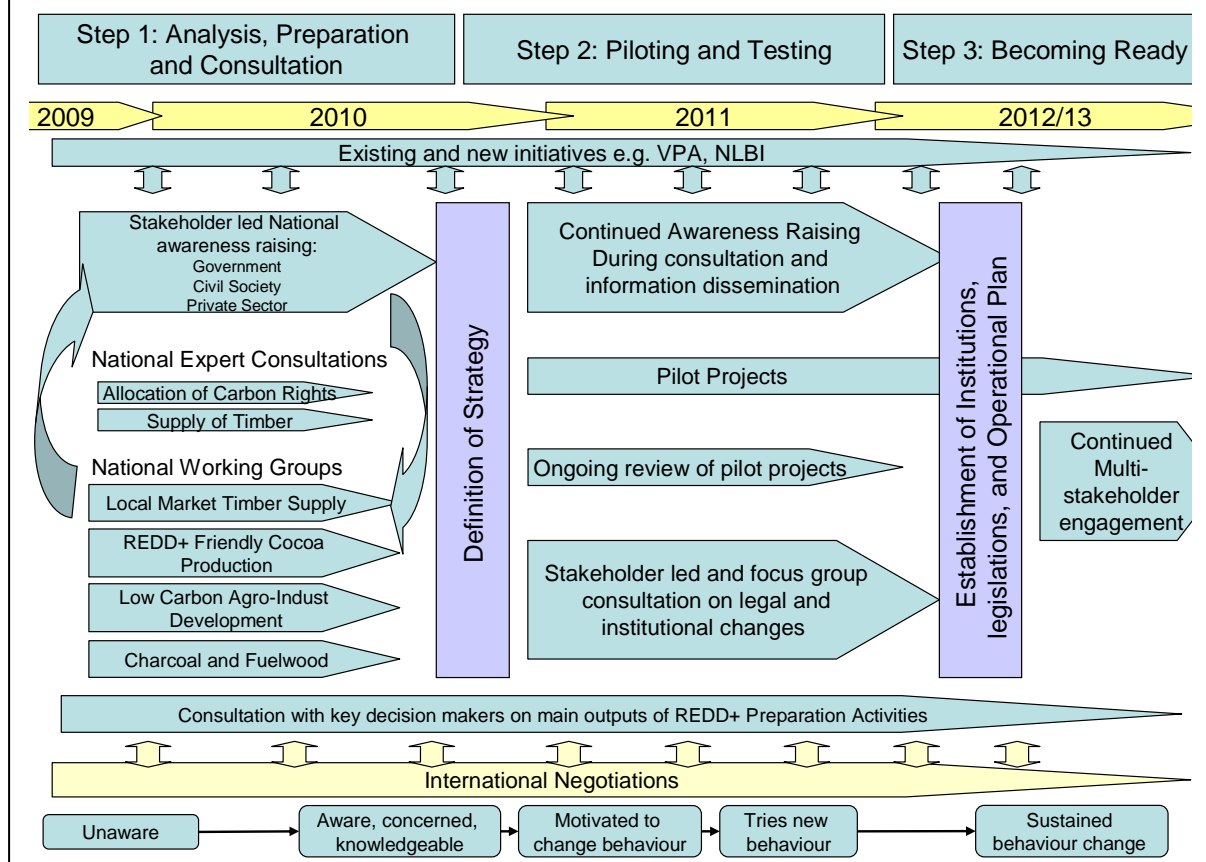 Step 1: Analysis, Preparation
and Consultation
Step 2: Piloting and Testing
Step 3: Becoming Ready
2009
2010
2011
2012/13
Existing and new initiatives e.g. VPA, NLBI
Stakeholder led National
awareness raising:
Government
Civil Society
Private Sector
National Expert Consultations
Allocation of Carbon Rights
Supply of Timber
National Working Groups
Local Market Timber Supply
REDD+ Friendly Cocoa
Production
Low Carbon Agro-Indust
Development
Charcoal and Fuelwood
Definition of Strategy
Continued Awareness Raising
During consultation and
information dissemination
Pilot Projects
Ongoing review of pilot projects
Stakeholder led and focus group
consultation on legal and
institutional changes
Establishment of Institutions,
legislations, and Operational Plan
Continued
Multi-
stakeholder
engagement
Consultation with key decision makers on main outputs of REDD+ Preparation Activities
International Negotiations
Unaware
Aware, concerned,
knowledgeable
Motivated to
change behaviour
Tries new
behaviour
Sustained
behaviour change